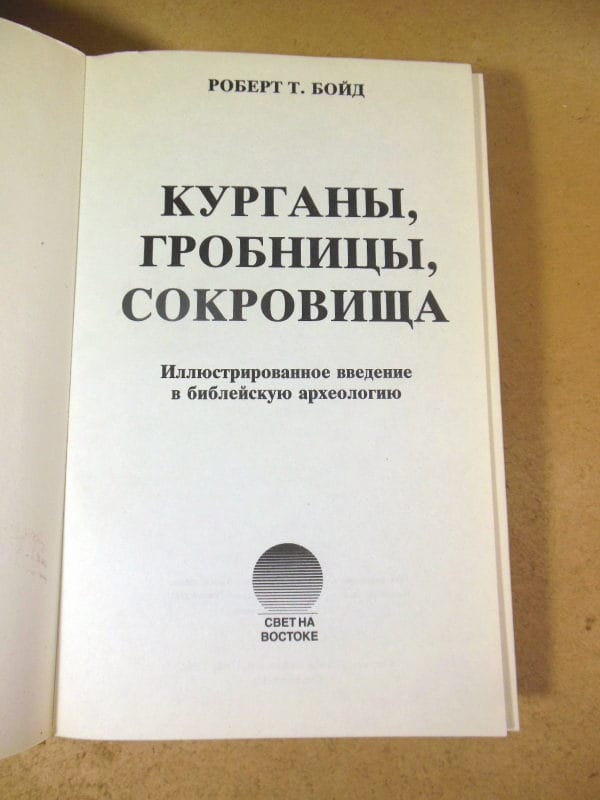 РОБЕРТ Т. БОЙД
КУРГАНЫ,
ГРОБНИЦЫ,
СОКРОВИЩА
Иллюстрированное введение
в библейскую археологию
СВЕТ НА
ВОСТОКЕ